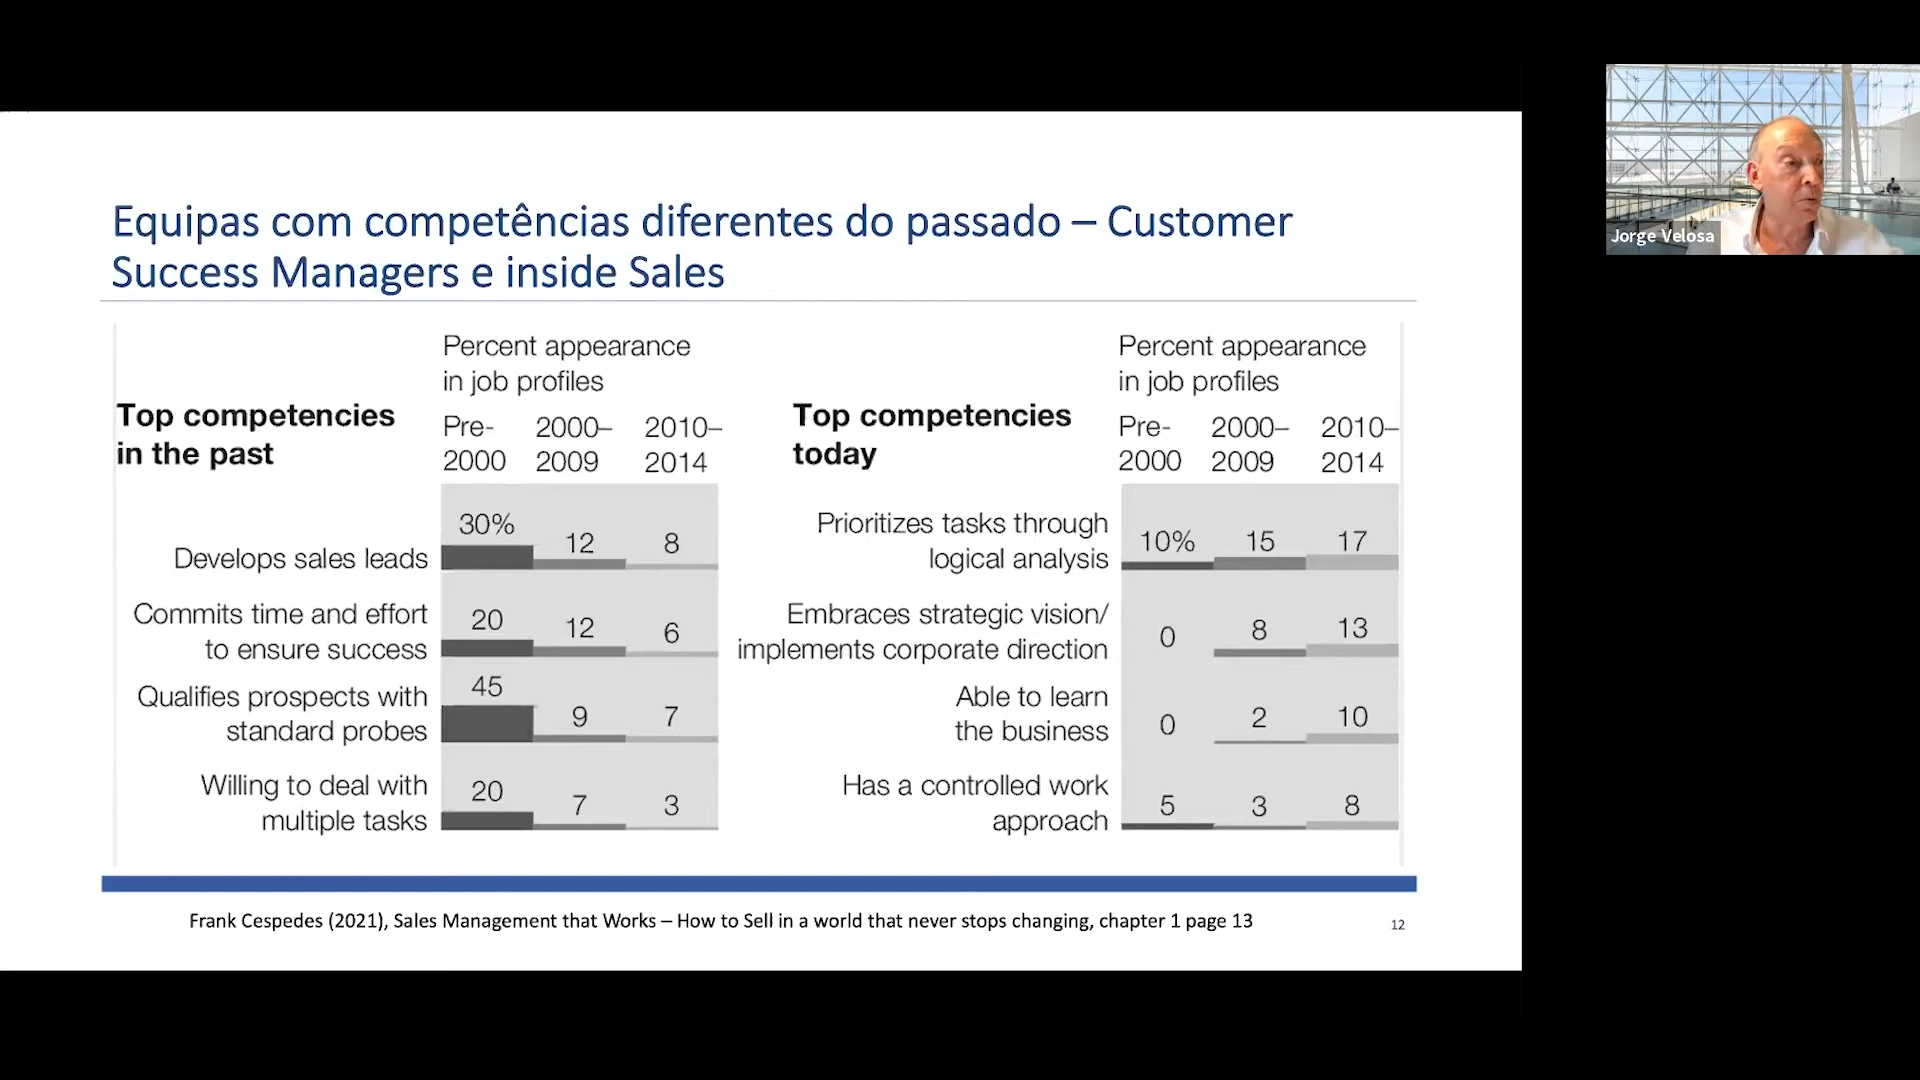 Equipas com competências diferentes do passado – Customer
Success Managers e inside Sales
Percent appearance
in job profiles
Top competencies
in the past
Pre-
2000
2000–
2009
2010–
2014
Develops sales leads
30%
12
8
Commits time and effort
to ensure success
20
12
6
Qualifies prospects with
standard probes
45
9
7
Willing to deal with
multiple tasks
20
7
3
Percent appearance
in job profiles
Top competencies
today
Pre-
2000
2000–
2009
2010–
2014
Prioritizes tasks through
logical analysis
10%
15
17
Embraces strategic vision/
implements corporate direction
0
8
13
Able to learn
the business
0
2
10
Has a controlled work
approach
5
3
8
Frank Cespedes (2021), Sales Management that Works – How to Sell in a world that never stops changing, chapter 1 page 13
12
Jorge Velosa